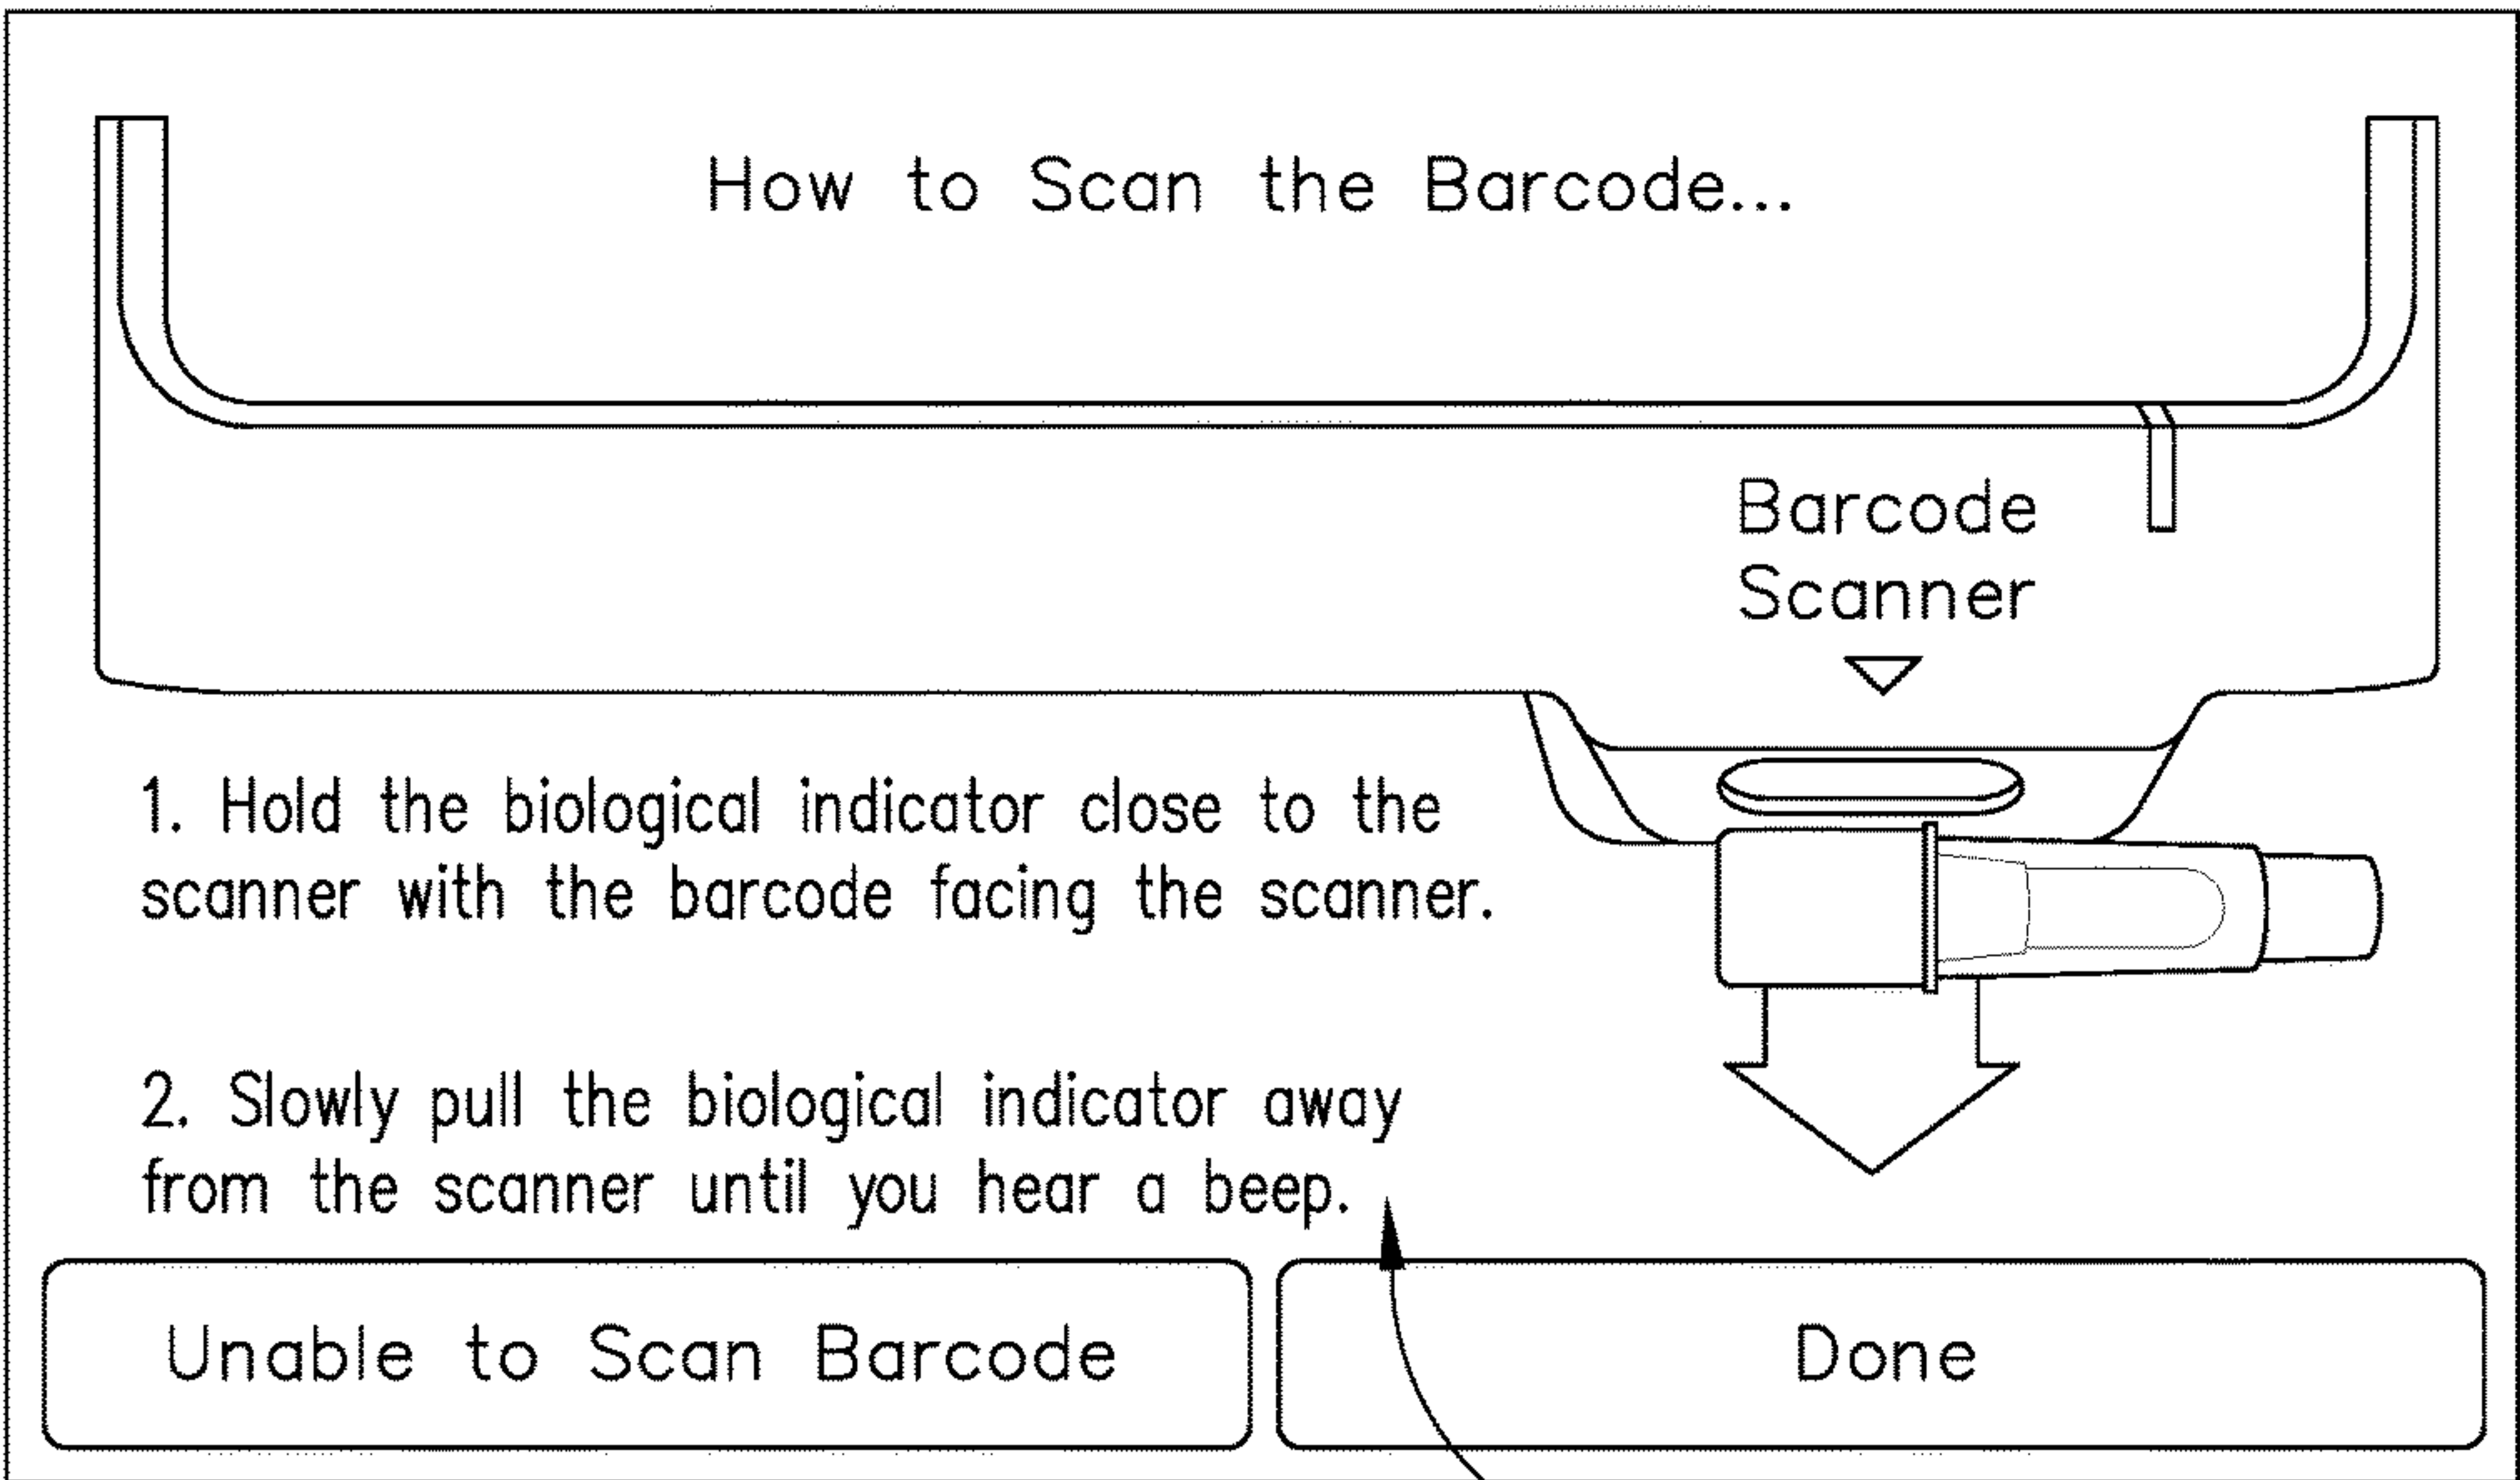 How to Scan the Barcode...
Barcode
Scanner
1. Hold the biological indicator close to the
scanner with the barcode facing the scanner.
2. Slowly pull the biological indicator away
from the scanner until you hear a beep.
Unable to Scan Barcode
Done